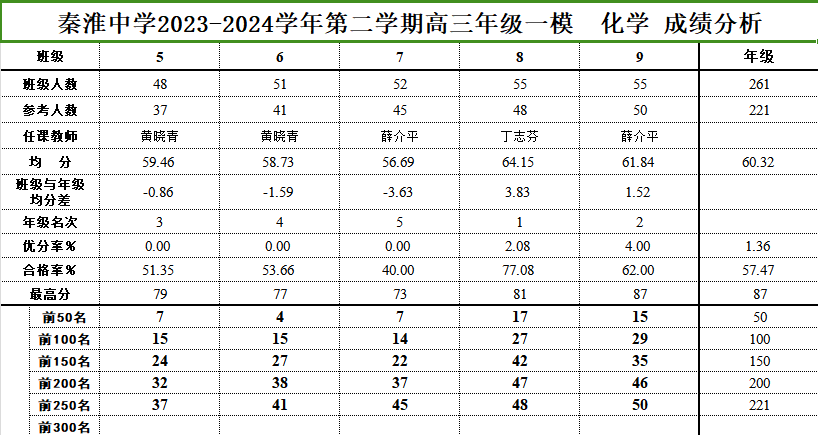 秦淮中学2023-2024学年第二学期高三年级一模 化学 成绩分析
班级 5 6 7 8 9 年级
班级人数 48 51 52 55 55 261
参考人数 37 41 45 48 50 221
任课教师 黄晓青 黄晓青 薛介平 丁志芬 薛介平
均 分 59.46 58.73 56.69 64.15 61.84 60.32
班级与年级
均分差 -0.86 -1.59 -3.63 3.83 1.52
年级名次 3 4 5 1 2
优分率% 0.00 0.00 0.00 2.08 4.00 1.36
合格率% 51.35 53.66 40.00 77.08 62.00 57.47
最高分 79 77 73 81 87 87
前50名 7 4 7 17 15 50
前100名 15 15 14 27 29 100
前150名 24 27 22 42 35 150
前200名 32 38 37 47 46 200
前250名 37 41 45 48 50 221
前300名